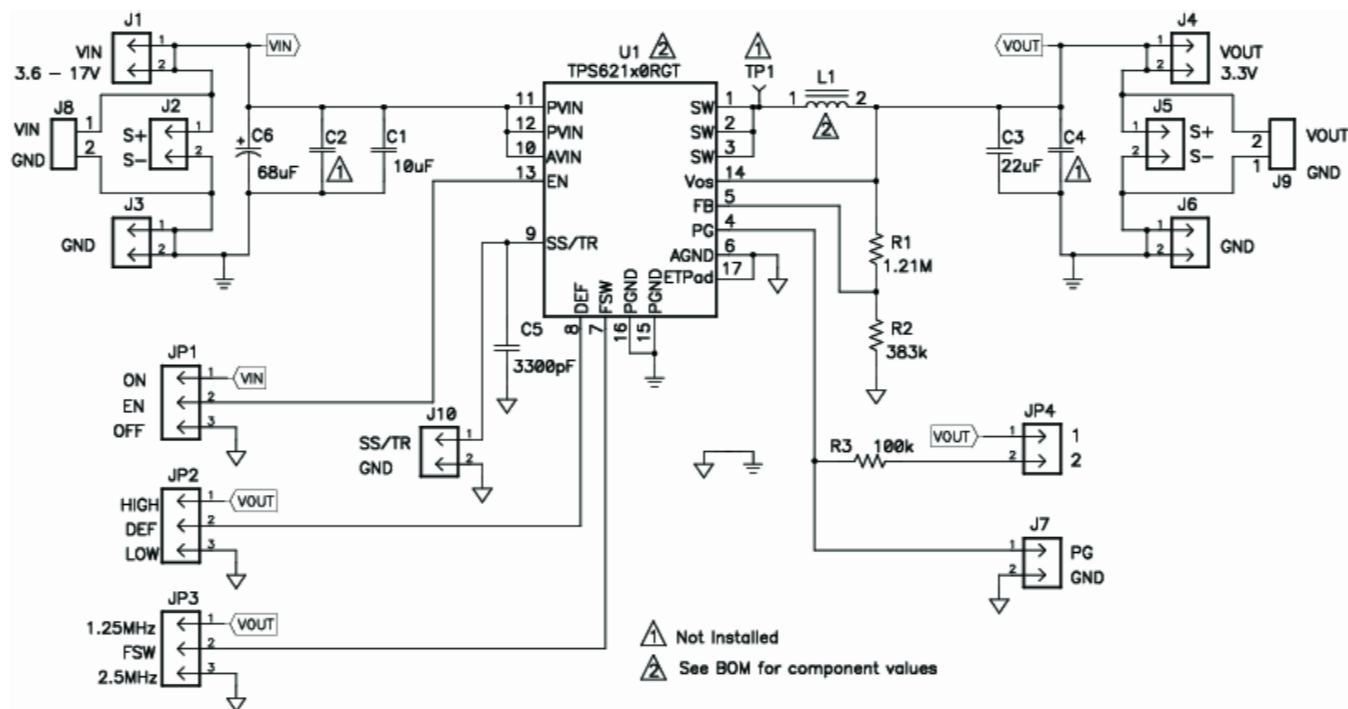 J1
VIN
3.6 – 17V
1
2
VIN
J8
VIN
GND
1
2
J2
S+
S-
1
2
+
C6
68uF
C2
1
C1
10uF
J3
GND
1
2
U1
2
TPS621x0RGT
11
PVIN
12
PVIN
10
AVIN
13
EN
9
SS/TR
8
DEF
7
FSW
16
PGND
15
PGND
SW
1
SW
2
SW
3
Vos
14
FB
5
PG
4
AGND
6
ETPad
17
1
TP1
L1
1
2
2
VOUT
J4
1
2
VOUT
3.3V
C3
22uF
C4
1
J5
1
2
S+
S-
2
1
J9
VOUT
GND
J6
1
2
GND
R1
1.21M
R2
383k
C5
3300pF
JP1
ON
EN
OFF
1
2
3
VIN
J10
SS/TR
GND
1
2
JP2
HIGH
DEF
LOW
1
2
3
VOUT
JP3
1.25MHz
FSW
2.5MHz
1
2
3
VOUT
R3
100k
VOUT
JP4
1
2
1
2
J7
1
2
PG
GND
1 Not Installed
2 See BOM for component values